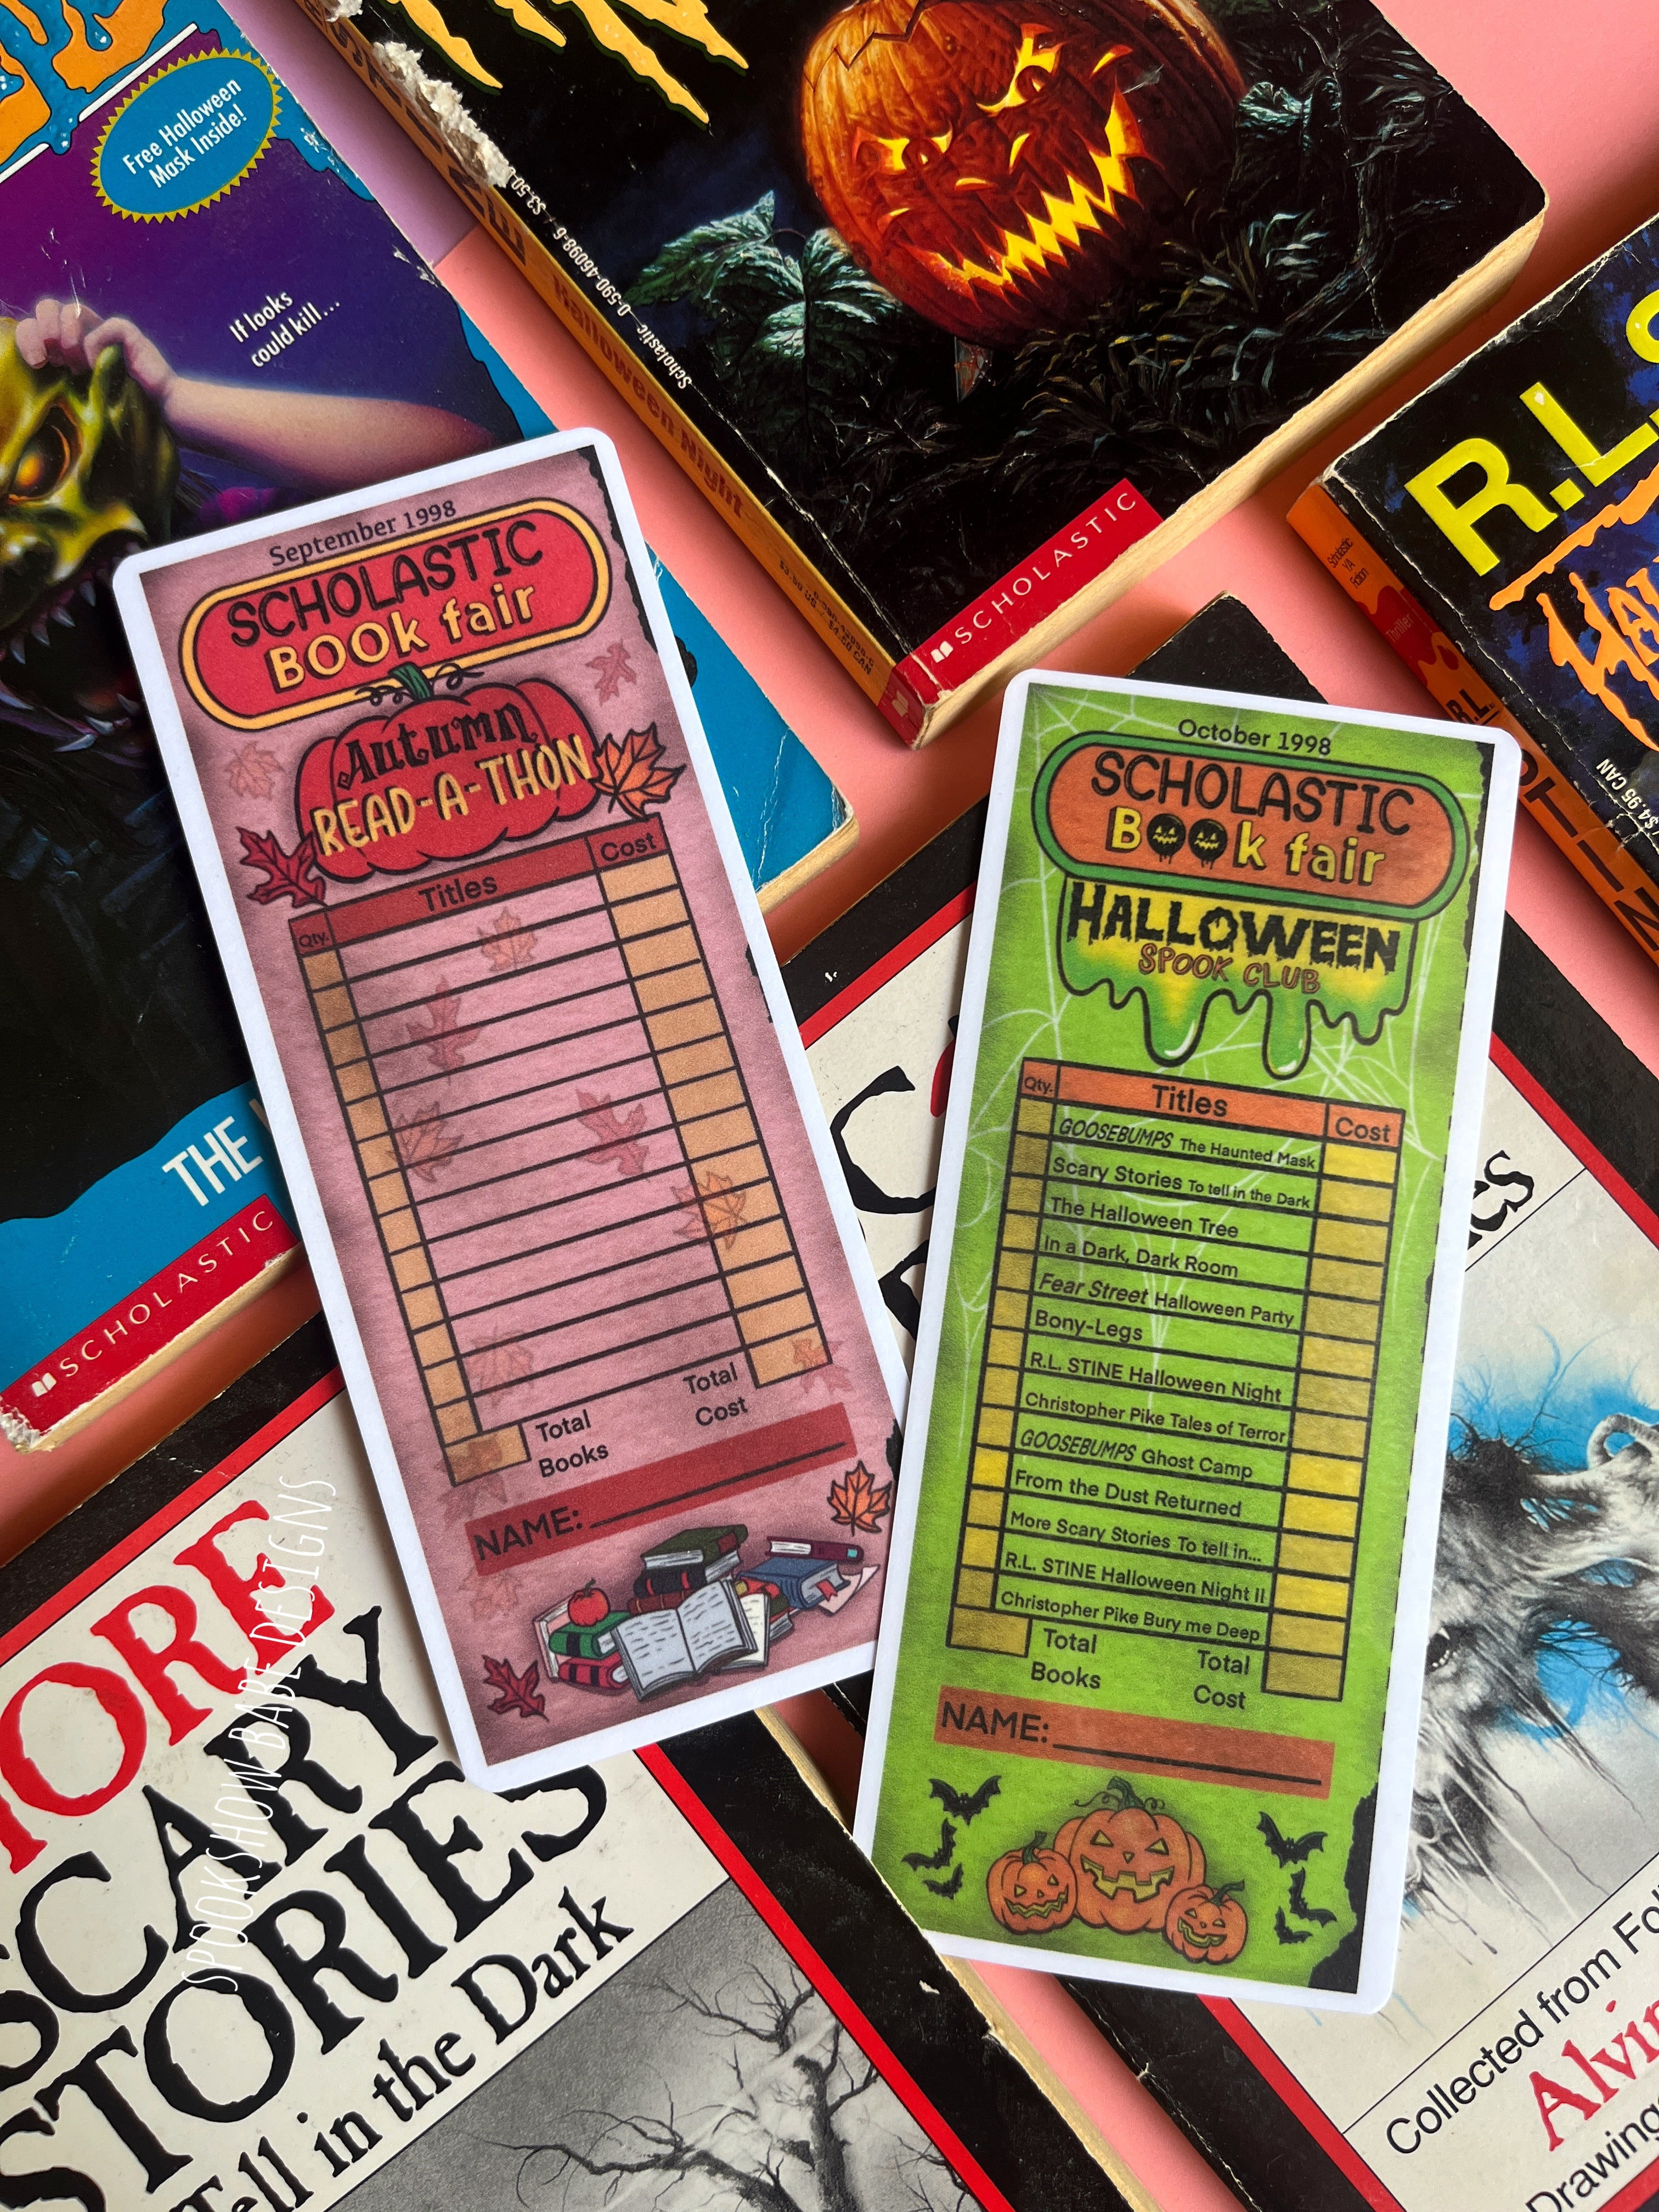 Free Halloween
Mask Inside!
If looks
could kill...
THE
SCHOLASTIC
Halloween Night
Scholastic 0-590-46098-6 $3.50
SCHOLASTIC
R.L.
Scholastic
YA
Fiction
Thriller
R.L.
$4.95 CAN
September 1998
SCHOLASTIC
BOOK fair
Autumn
READ-A-THON
Qty. Titles Cost
Total
Books
Total
Cost
NAME:
October 1998
SCHOLASTIC
Book fair
HALLOWEEN
SPOOK CLUB
Qty. Titles Cost
GOOSEBUMPS The Haunted Mask
Scary Stories To tell in the Dark
The Halloween Tree
In a Dark, Dark Room
Fear Street Halloween Party
Bony-Legs
R.L. STINE Halloween Night
Christopher Pike Tales of Terror
GOOSEBUMPS Ghost Camp
From the Dust Returned
More Scary Stories To tell in...
R.L. STINE Halloween Night II
Christopher Pike Bury me Deep
Total
Books
Total
Cost
NAME:
MORE
SCARY
STORIES
Tell in the Dark
SPOOKSHOWBABE DESIGNS
Collected from
Alvin